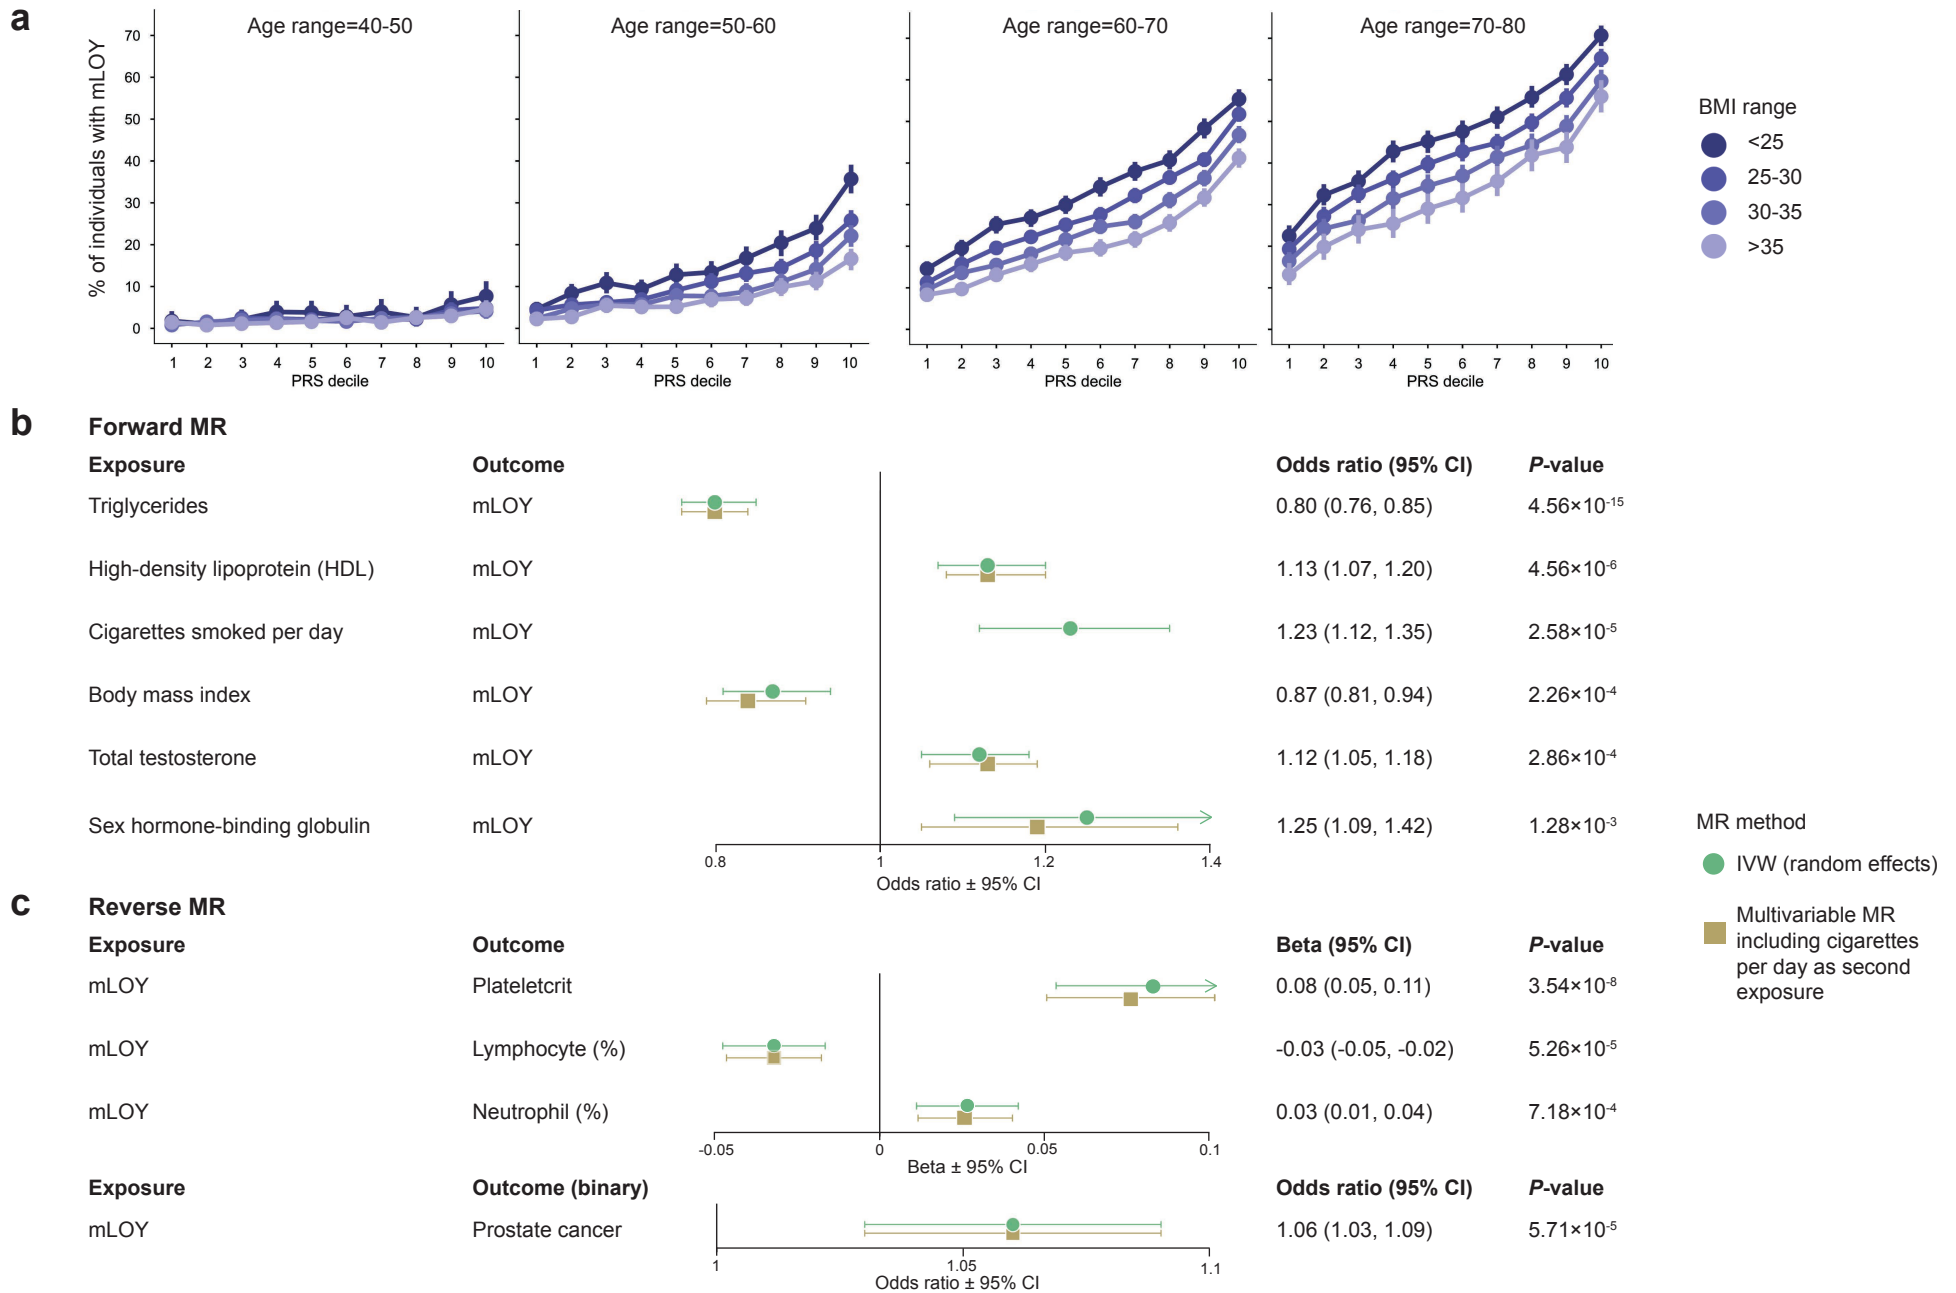 a
Age range=40-50
Age range=50-60
Age range=60-70
Age range=70-80
% of individuals with mLOY
70
60
50
40
30
20
10
0
1 2 3 4 5 6 7 8 9 10
PRS decile
1 2 3 4 5 6 7 8 9 10
PRS decile
1 2 3 4 5 6 7 8 9 10
PRS decile
1 2 3 4 5 6 7 8 9 10
PRS decile
BMI range
<25
25-30
30-35
>35
b
Forward MR
Exposure Outcome Odds ratio (95% CI) P-value
Triglycerides mLOY 0.80 (0.76, 0.85) 4.56×10⁻¹⁵
High-density lipoprotein (HDL) mLOY 1.13 (1.07, 1.20) 4.56×10⁻⁶
Cigarettes smoked per day mLOY 1.23 (1.12, 1.35) 2.58×10⁻⁵
Body mass index mLOY 0.87 (0.81, 0.94) 2.26×10⁻⁴
Total testosterone mLOY 1.12 (1.05, 1.18) 2.86×10⁻⁴
Sex hormone-binding globulin mLOY 1.25 (1.09, 1.42) 1.28×10⁻³
0.8 1 1.2 1.4
Odds ratio ± 95% CI
MR method
IVW (random effects)
Multivariable MR
including cigarettes
per day as second
exposure
c
Reverse MR
Exposure Outcome Beta (95% CI) P-value
mLOY Plateletcrit 0.08 (0.05, 0.11) 3.54×10⁻⁸
mLOY Lymphocyte (%) -0.03 (-0.05, -0.02) 5.26×10⁻⁵
mLOY Neutrophil (%) 0.03 (0.01, 0.04) 7.18×10⁻⁴
-0.05 0 0.05 0.1
Beta ± 95% CI
Exposure Outcome (binary) Odds ratio (95% CI) P-value
mLOY Prostate cancer 1.06 (1.03, 1.09) 5.71×10⁻⁵
1 1.05 1.1
Odds ratio ± 95% CI